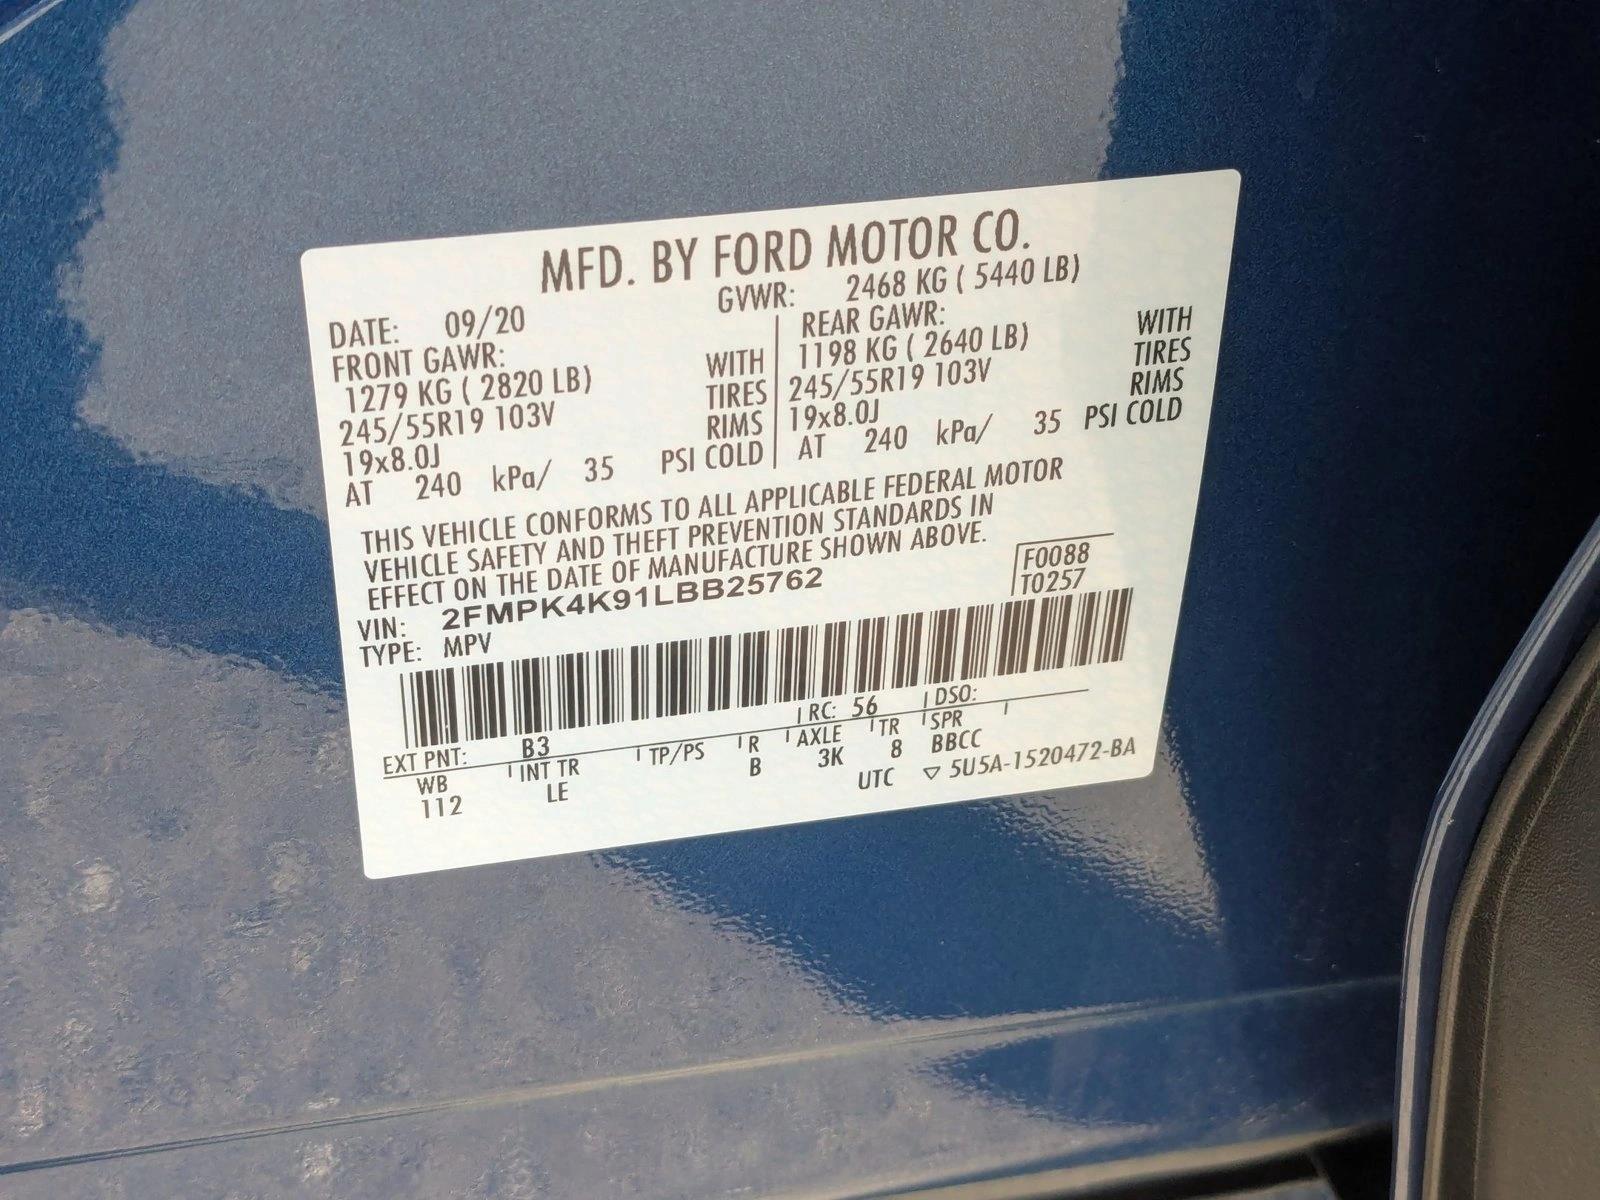 MFD. BY FORD MOTOR CO.
DATE: 09/20 GVWR: 2468 KG ( 5440 LB)
FRONT GAWR: REAR GAWR:
1279 KG ( 2820 LB) WITH 1198 KG ( 2640 LB) WITH
245/55R19 103V TIRES 245/55R19 103V TIRES
19x8.0J RIMS 19x8.0J RIMS
AT 240 kPa/ 35 PSI COLD AT 240 kPa/ 35 PSI COLD
THIS VEHICLE CONFORMS TO ALL APPLICABLE FEDERAL MOTOR
VEHICLE SAFETY AND THEFT PREVENTION STANDARDS IN
EFFECT ON THE DATE OF MANUFACTURE SHOWN ABOVE.
VIN: 2FMPK4K91LBB25762 F0088
TYPE: MPV T0257
EXT PNT: B3 RC: 56 DSO:
WB INT TR TP/PS R AXLE TR SPR
112 LE B 3K 8 BBCC
UTC ▽ 5U5A-1520472-BA